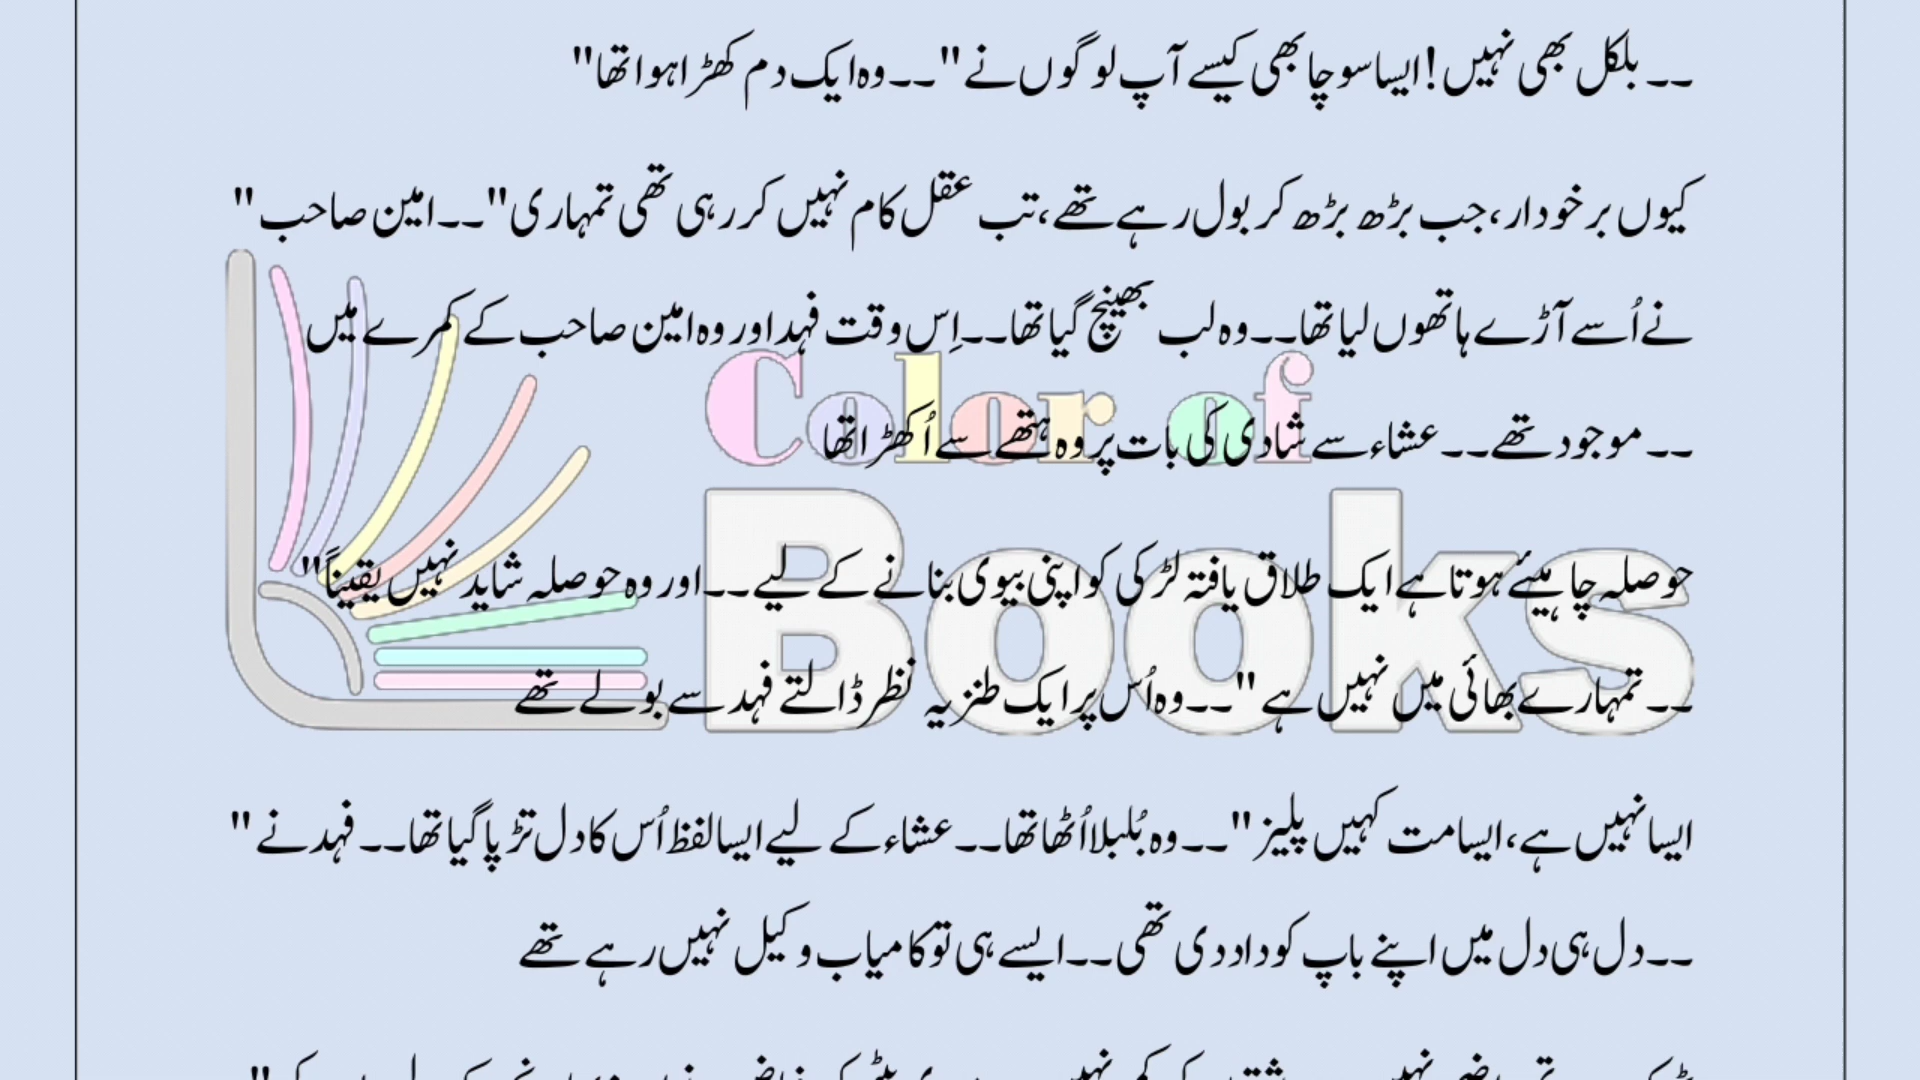 ۔۔ بلکل بھی نہیں! ایسا سوچا بھی کیسے آپ لوگوں نے "۔۔ وہ ایک دم کھڑا ہوا تھا"
کیوں برخودار، جب بڑھ بڑھ کر بول رہے تھے، تب عقل کام نہیں کر رہی تھی تمہاری"۔۔ امین صاحب "
نے اُسے آڑے ہاتھوں لیا تھا۔۔ وہ لب بھینچ گیا تھا۔۔ اِس وقت فہد اور وہ امین صاحب کے کمرے میں
۔۔ موجود تھے۔۔ عشاء سے شادی کی بات پر وہ ہتھے سے اُکھڑا تھا
Color of
Books
حوصلہ چاہیئے ہوتا ہے ایک طلاق یافتہ لڑکی کو اپنی بیوی بنانے کے لیے۔۔ اور وہ حوصلہ شاید نہیں یقیناً"
۔۔ تمہارے بھائی میں نہیں ہے "۔۔ وہ اُس پر ایک طنزیہ نظر ڈالتے فہد سے بولے تھے
ایسا نہیں ہے، ایسا مت کہیں پلیز "۔۔ وہ بُلبلا اُٹھا تھا۔۔ عشاء کے لیے ایسا لفظ اُس کا دل تڑپا گیا تھا۔۔ فہد نے "
۔۔ دل ہی دل میں اپنے باپ کو داد دی تھی۔۔ ایسے ہی تو کامیاب وکیل نہیں رہے تھے